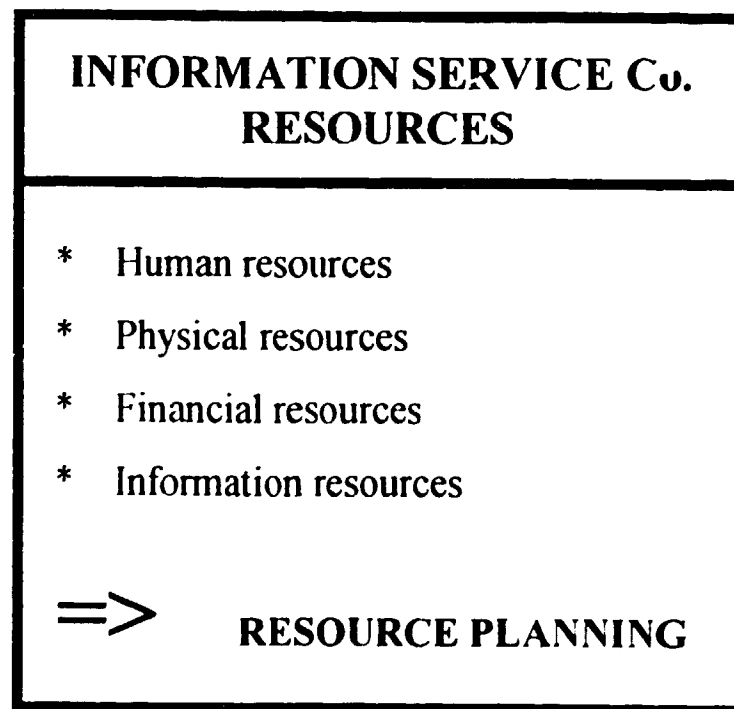 INFORMATION SERVICE Co.
RESOURCES
* Human resources
* Physical resources
* Financial resources
* Information resources
=> RESOURCE PLANNING